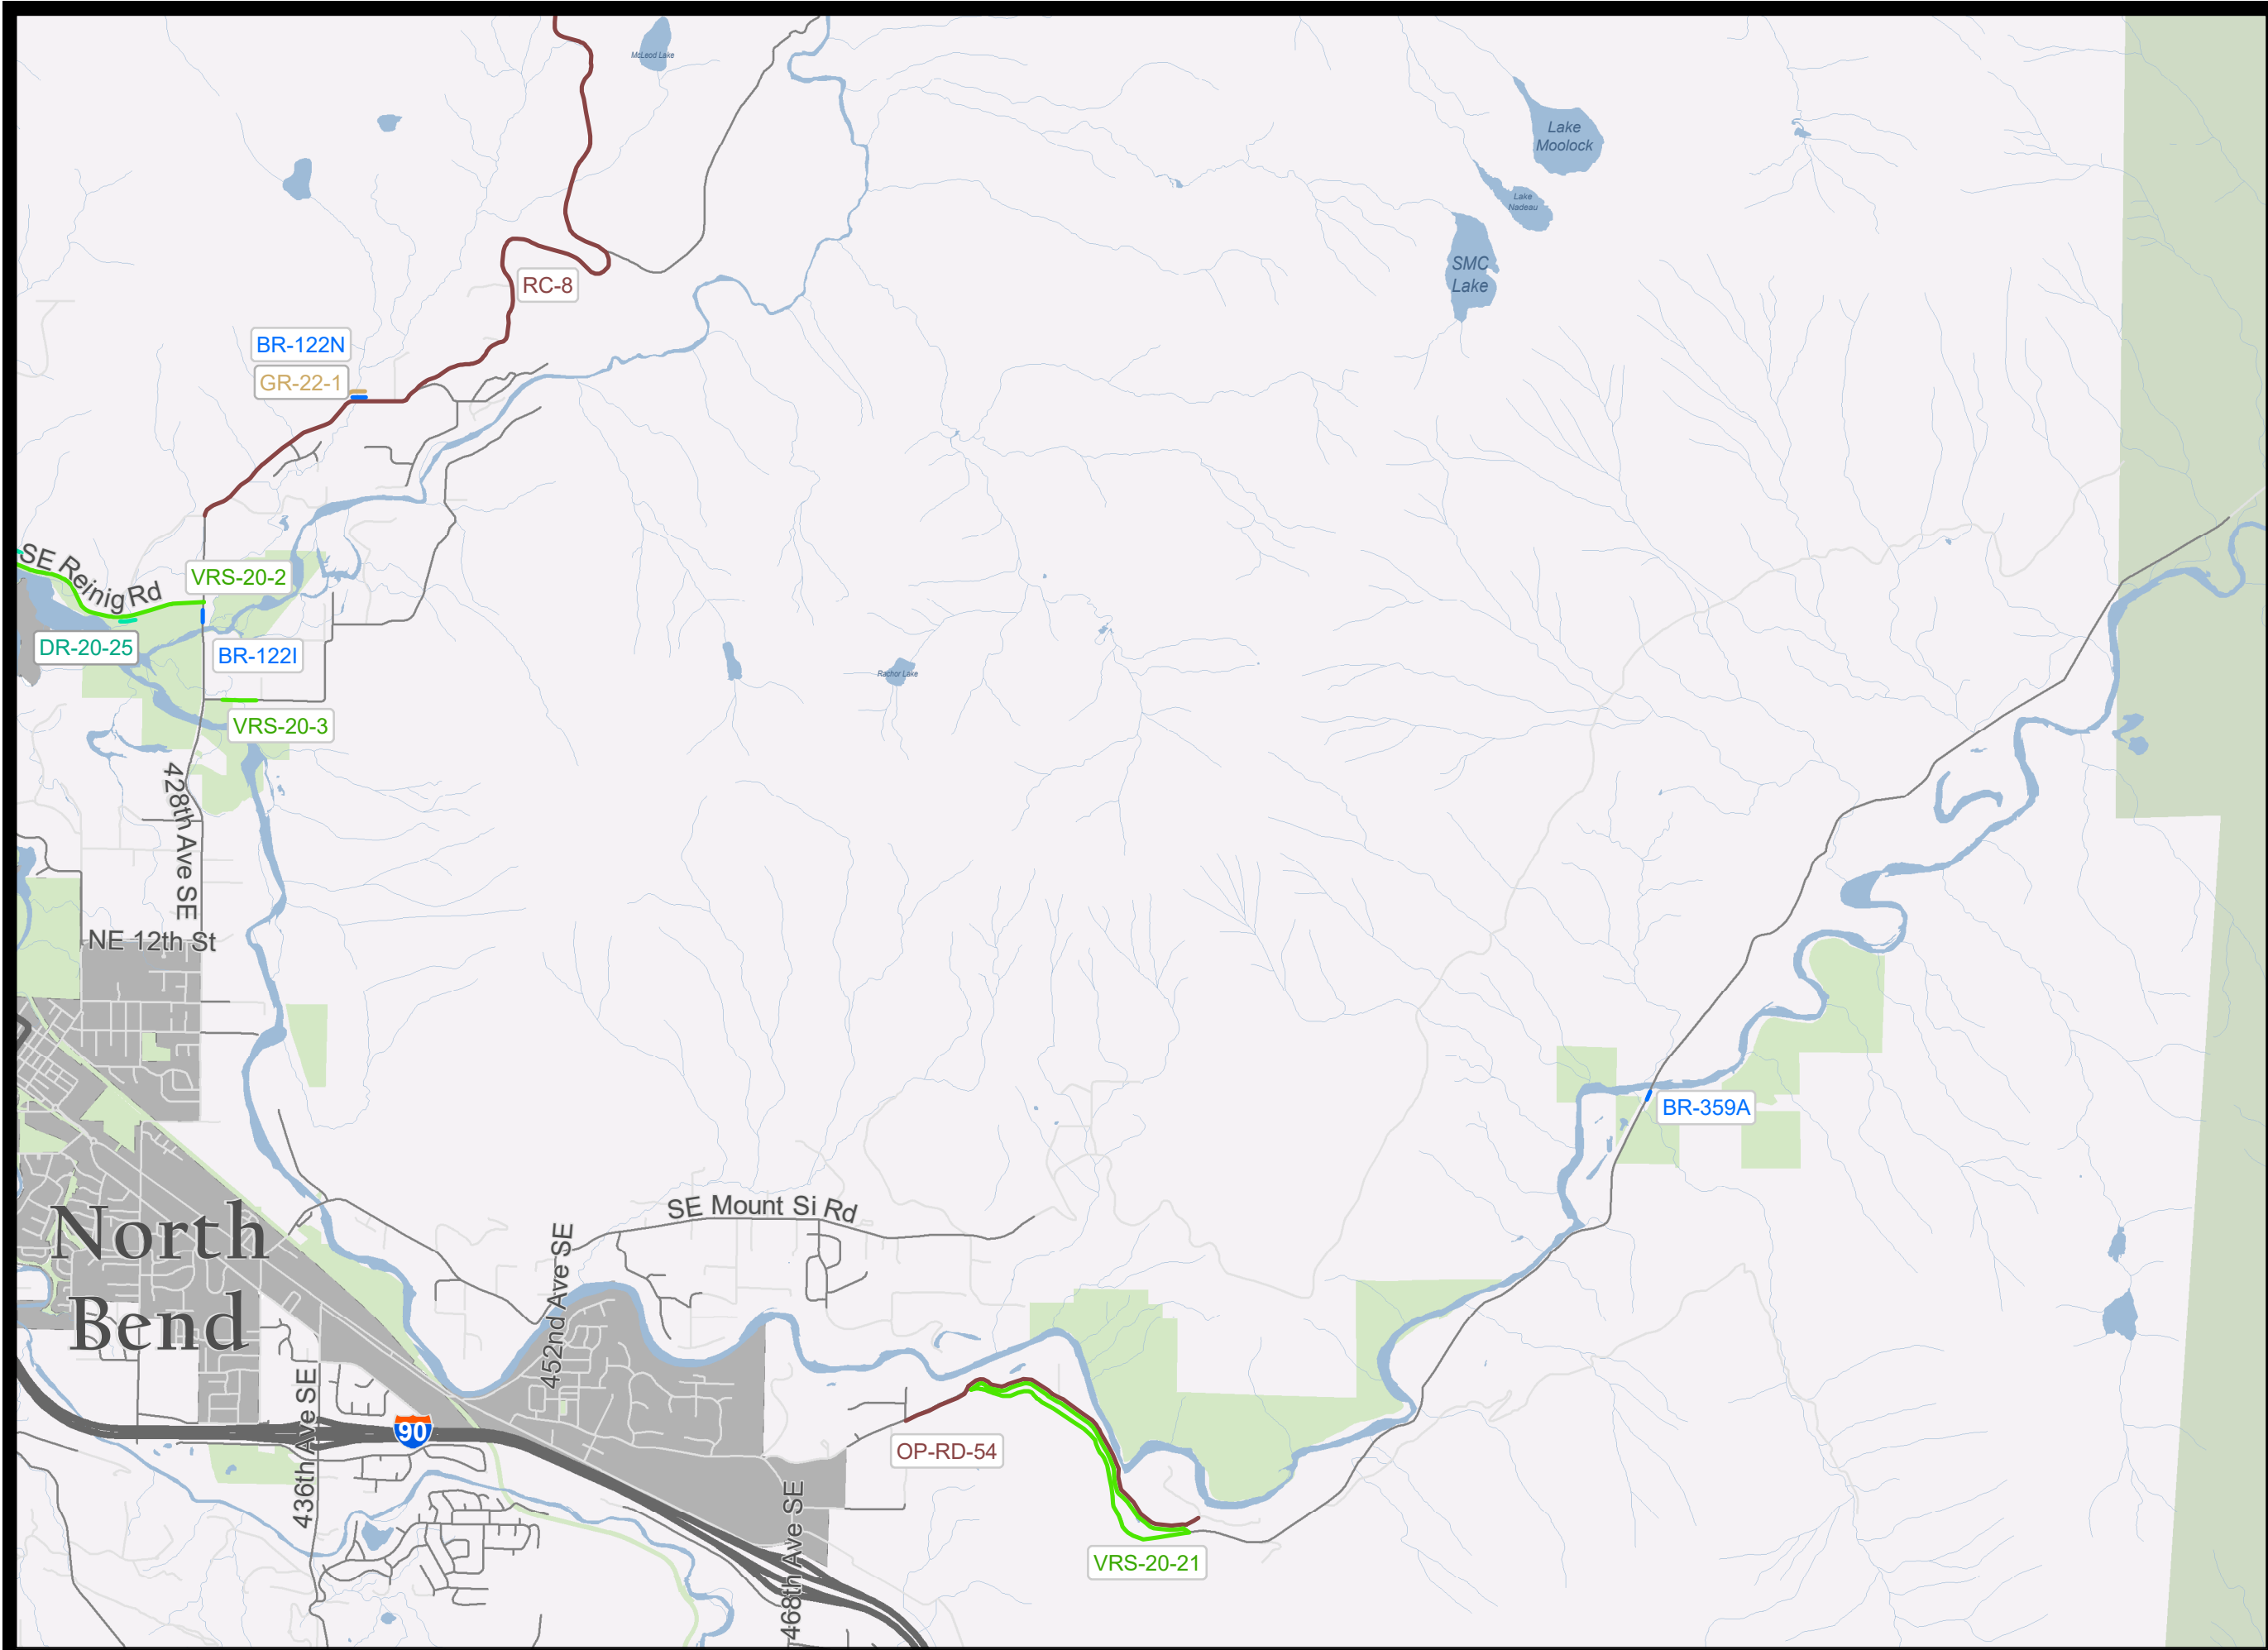 McLeod Lake
Lake
Moolock
Lake
Nadeau
SMC
Lake
RC-8
BR-122N
GR-22-1
SE Reinig Rd
VRS-20-2
DR-20-25
BR-122I
Rachor Lake
VRS-20-3
428th Ave SE
NE 12th St
BR-359A
North
Bend
SE Mount Si Rd
452nd Ave SE
436th Ave SE
90
OP-RD-54
468th Ave SE
VRS-20-21